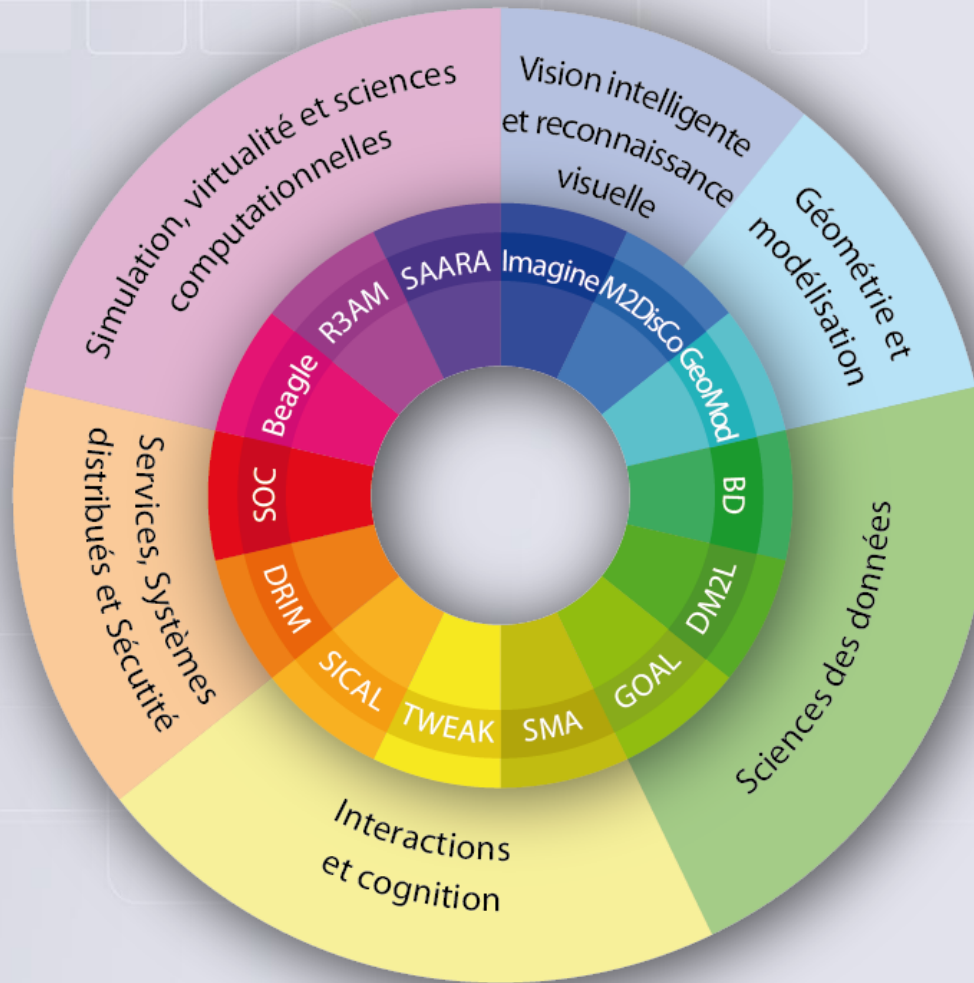 Simulation, virtualité et sciences
computationnelles
Vision intelligente
et reconnaissance
visuelle
Géométrie et
modélisation
Sciences des données
Interactions
et cognition
Services, Systèmes
distribués et Sécutité
SAARA
Imagine
M2DisCo
GeoMod
BD
DM2L
GOAL
SMA
TWEAK
SICAL
DRIM
SOC
Beagle
R3AM